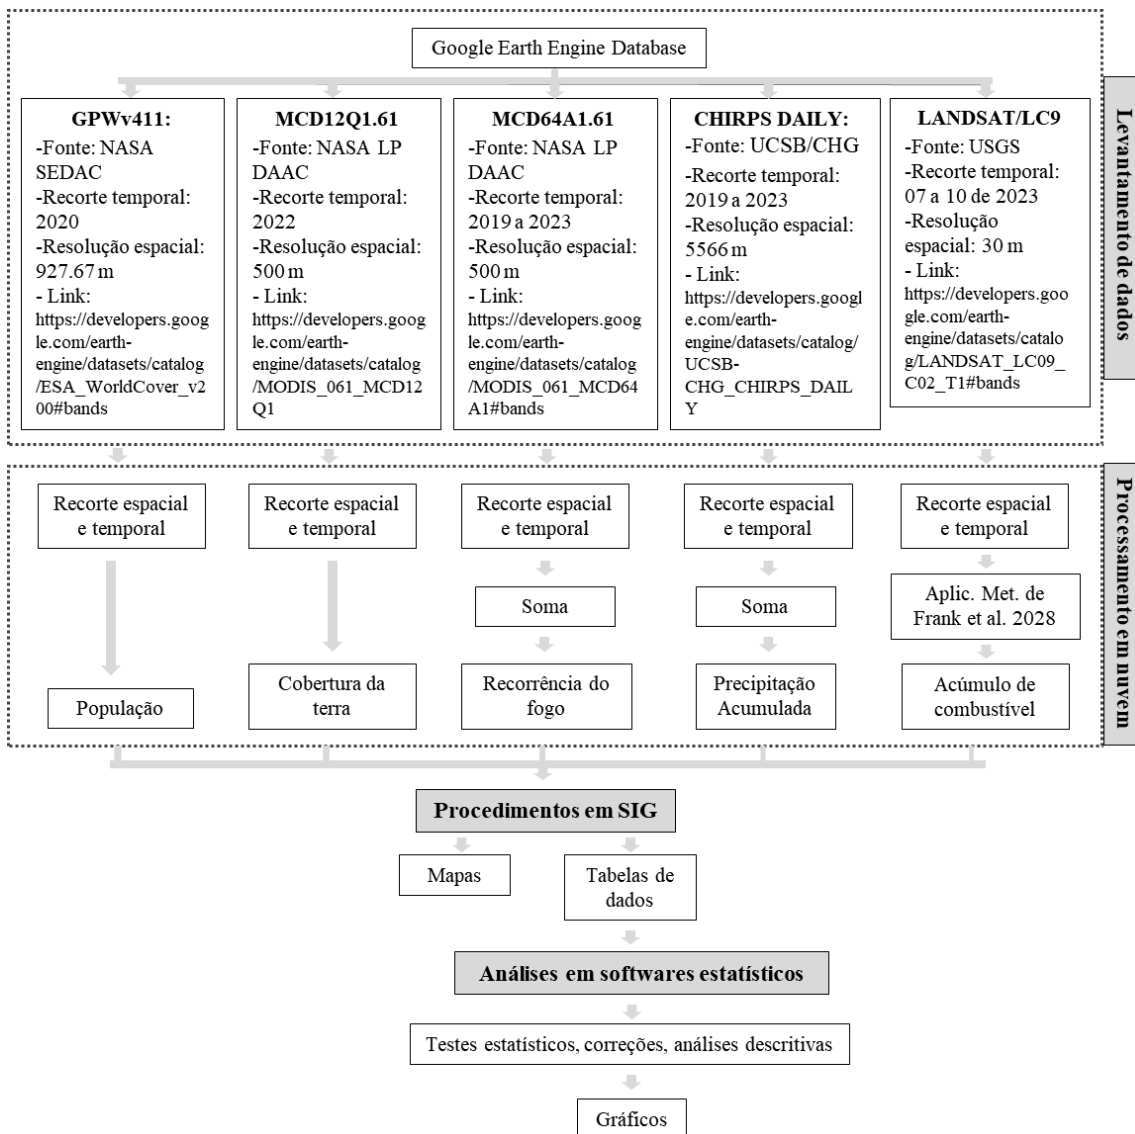 Google Earth Engine Database
Levantamento de dados
GPWv411:
-Fonte: NASA
SEDAC
-Recorte temporal:
2020
-Resolução espacial:
927.67 m
- Link:
https://developers.goog
le.com/earth-
engine/datasets/catalog
/ESA_WorldCover_v2
00#bands
MCD12Q1.61
-Fonte: NASA LP
DAAC
-Recorte temporal:
2022
-Resolução espacial:
500 m
- Link:
https://developers.goog
le.com/earth-
engine/datasets/catalog
/MODIS_061_MCD12
Q1
MCD64A1.61
-Fonte: NASA LP
DAAC
-Recorte temporal:
2019 a 2023
-Resolução espacial:
500 m
- Link:
https://developers.goog
le.com/earth-
engine/datasets/catalog
/MODIS_061_MCD64
A1#bands
CHIRPS DAILY:
-Fonte: UCSB/CHG
-Recorte temporal:
2019 a 2023
-Resolução espacial:
5566 m
- Link:
https://developers.googl
e.com/earth-
engine/datasets/catalog/
UCSB-
CHG_CHIRPS_DAIL
Y
LANDSAT/LC9
-Fonte: USGS
-Recorte temporal:
07 a 10 de 2023
-Resolução
espacial: 30 m
- Link:
https://developers.goo
gle.com/earth-
engine/datasets/catalo
g/LANDSAT_LC09_
C02_T1#bands
Processamento em nuvem
Recorte espacial
e temporal
Recorte espacial
e temporal
Recorte espacial
e temporal
Recorte espacial
e temporal
Recorte espacial
e temporal
Soma
Soma
Aplic. Met. de
Frank et al. 2028
População
Cobertura da
terra
Recorrência do
fogo
Precipitação
Acumulada
Acúmulo de
combustível
Procedimentos em SIG
Mapas
Tabelas de
dados
Análises em softwares estatísticos
Testes estatísticos, correções, análises descritivas
Gráficos